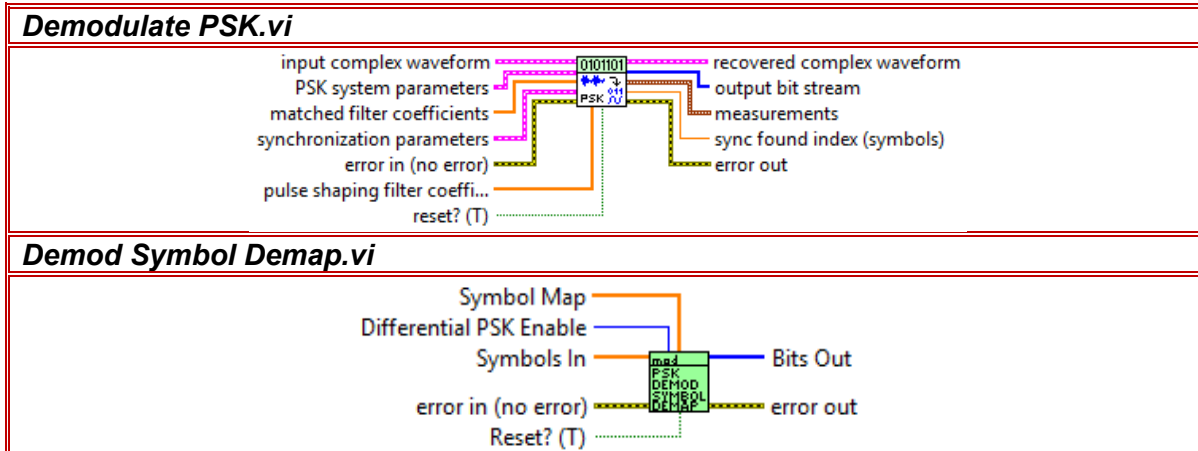 Demodulate PSK.vi
input complex waveform
PSK system parameters
matched filter coefficients
synchronization parameters
error in (no error)
pulse shaping filter coeffi...
reset? (T)
0101101
011
PSK
recovered complex waveform
output bit stream
measurements
sync found index (symbols)
error out
Demod Symbol Demap.vi
Symbol Map
Differential PSK Enable
Symbols In
error in (no error)
Reset? (T)
mod
PSK
DEMOD
SYMBOL
DEMAP
Bits Out
error out